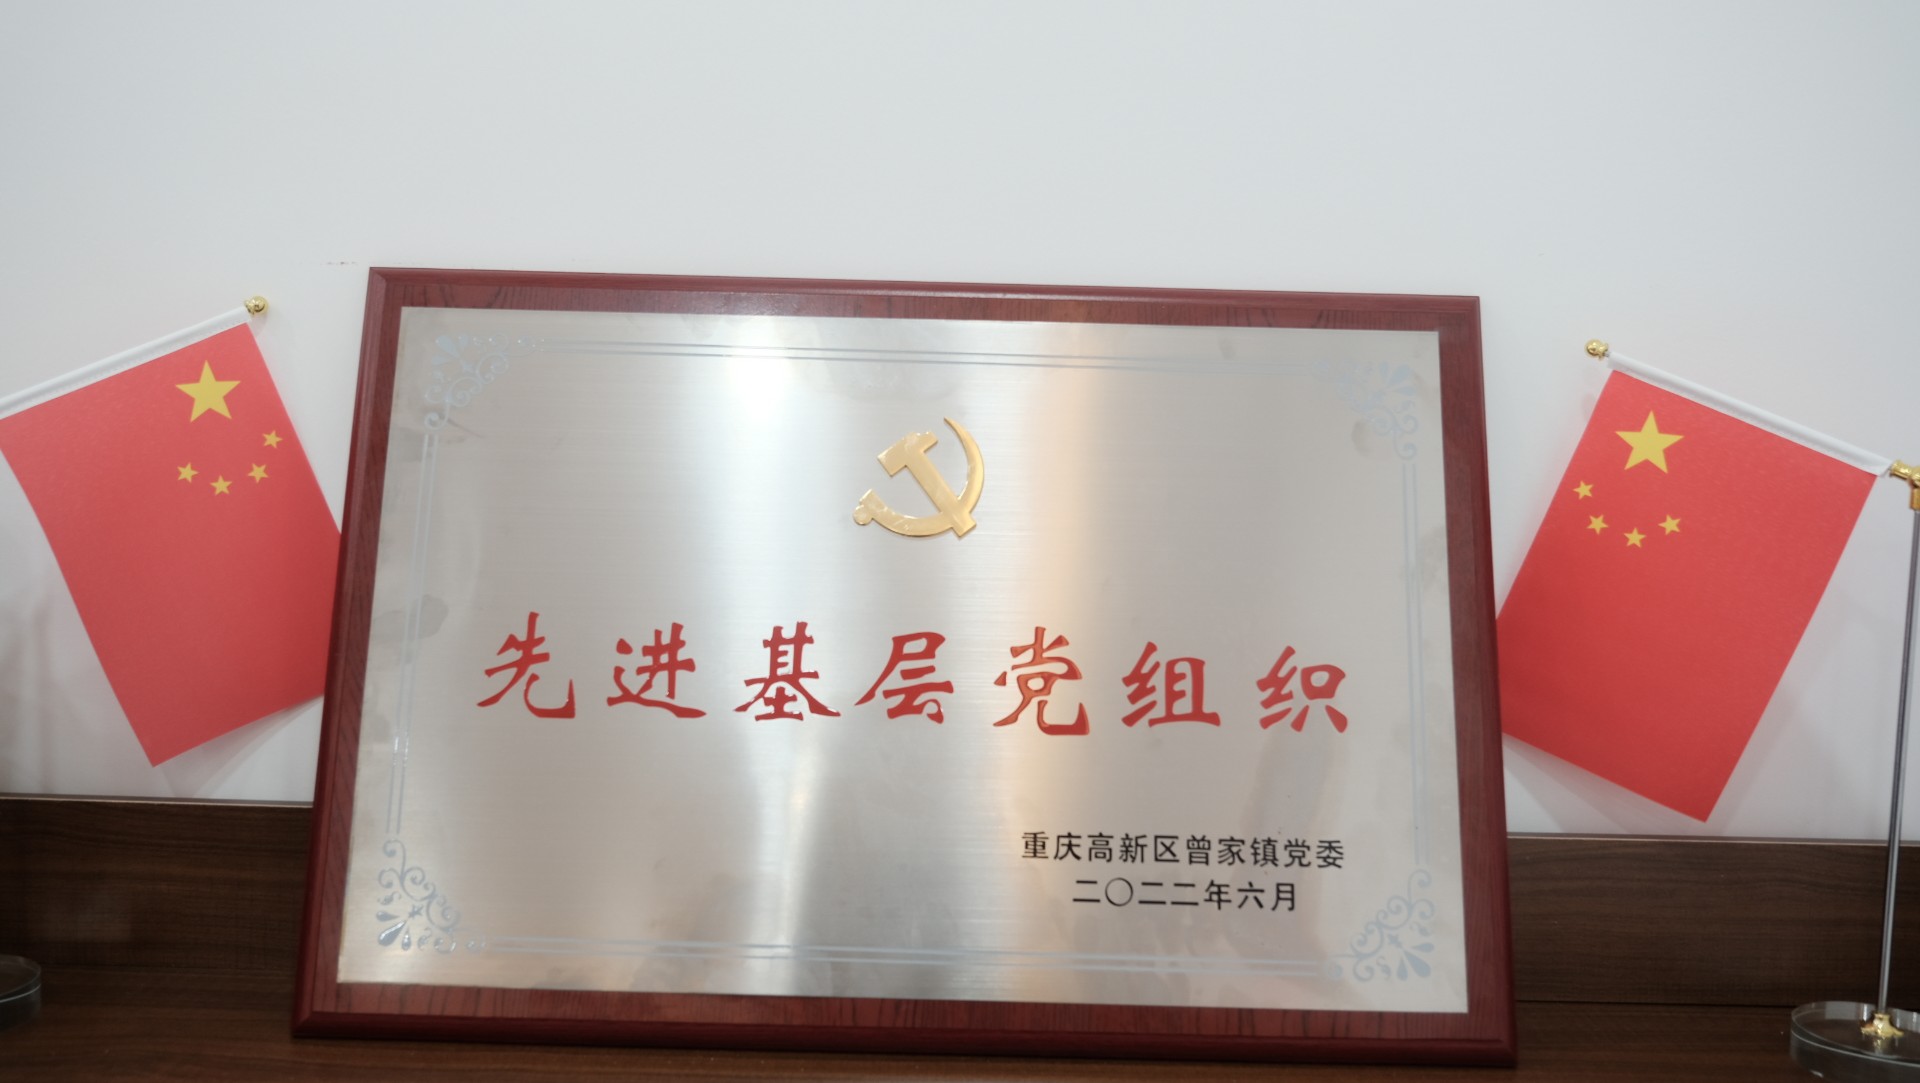 先进基层党组织
重庆高新区曾家镇党委
二〇二二年六月